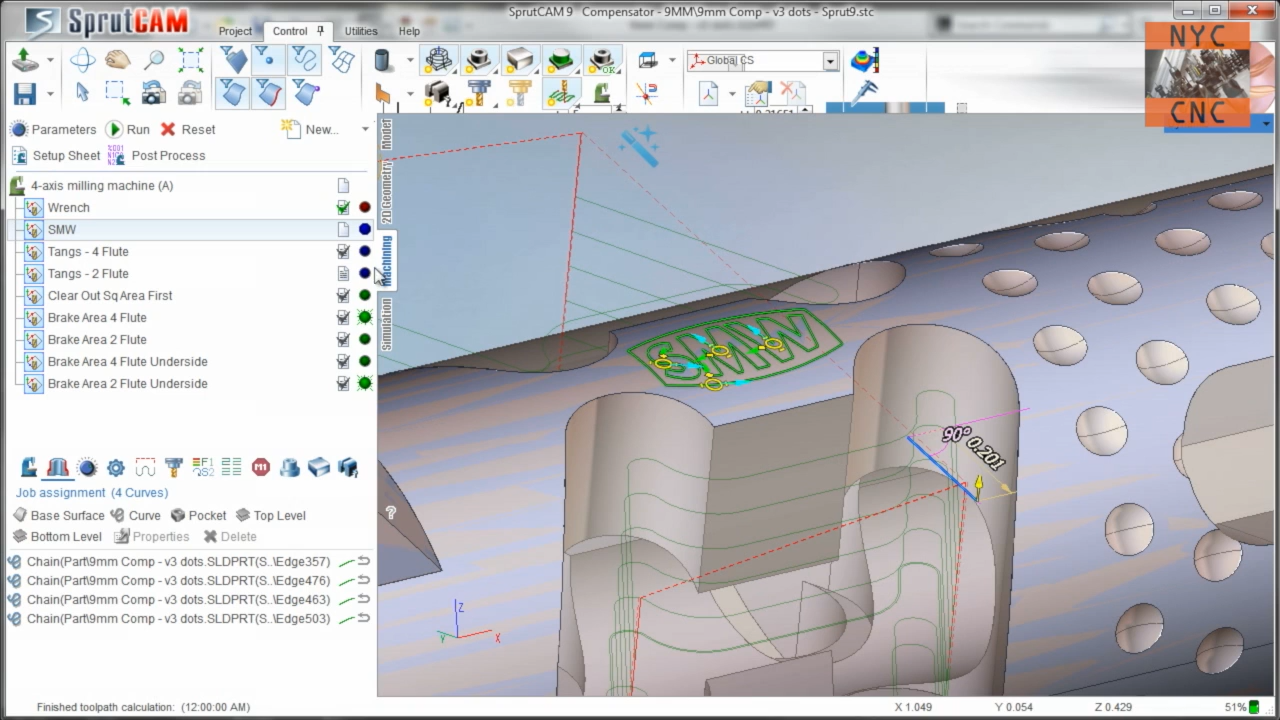 SprutCAM
SprutCAM 9 Compensator - 9MM\9mm Comp - v3 dots - Sprut9.stc
Project Control Utilities Help
Global CS
NYC
CNC
Parameters Run Reset New...
Setup Sheet Post Process
4-axis milling machine (A)
Wrench
SMW
Tangs - 4 Flute
Tangs - 2 Flute
Clear Out Sq Area First
Brake Area 4 Flute
Brake Area 2 Flute
Brake Area 4 Flute Underside
Brake Area 2 Flute Underside
Model
2D Geometry
Machining
Simulation
SMW
90° 0.201
Job assignment (4 Curves)
Base Surface Curve Pocket Top Level
Bottom Level Properties Delete
Chain(Part\9mm Comp - v3 dots.SLDPRT(S..\Edge357)
Chain(Part\9mm Comp - v3 dots.SLDPRT(S..\Edge476)
Chain(Part\9mm Comp - v3 dots.SLDPRT(S..\Edge463)
Chain(Part\9mm Comp - v3 dots.SLDPRT(S..\Edge503)
?
Z
Y X
Finished toolpath calculation: (12:00:00 AM) X 1.049 Y 0.054 Z 0.429 51%